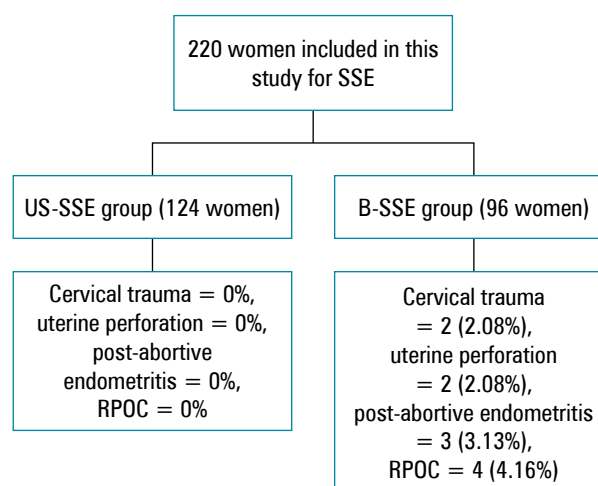 220 women included in this
study for SSE
US-SSE group (124 women)
B-SSE group (96 women)
Cervical trauma = 0%,
uterine perforation = 0%,
post-abortive
endometritis = 0%,
RPOC = 0%
Cervical trauma
= 2 (2.08%),
uterine perforation
= 2 (2.08%),
post-abortive endometritis
= 3 (3.13%),
RPOC = 4 (4.16%)